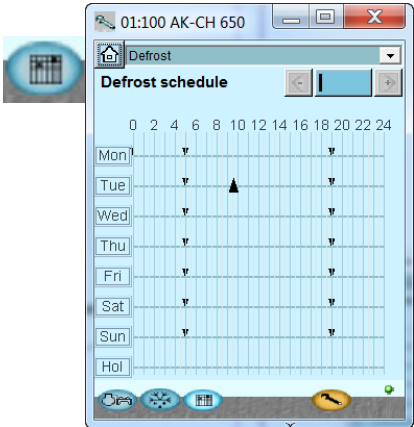 01:100 AK-CH 650
Defrost
Defrost schedule
0 2 4 6 8 10 12 14 16 18 20 22 24
Mon
Tue
Wed
Thu
Fri
Sat
Sun
Hol